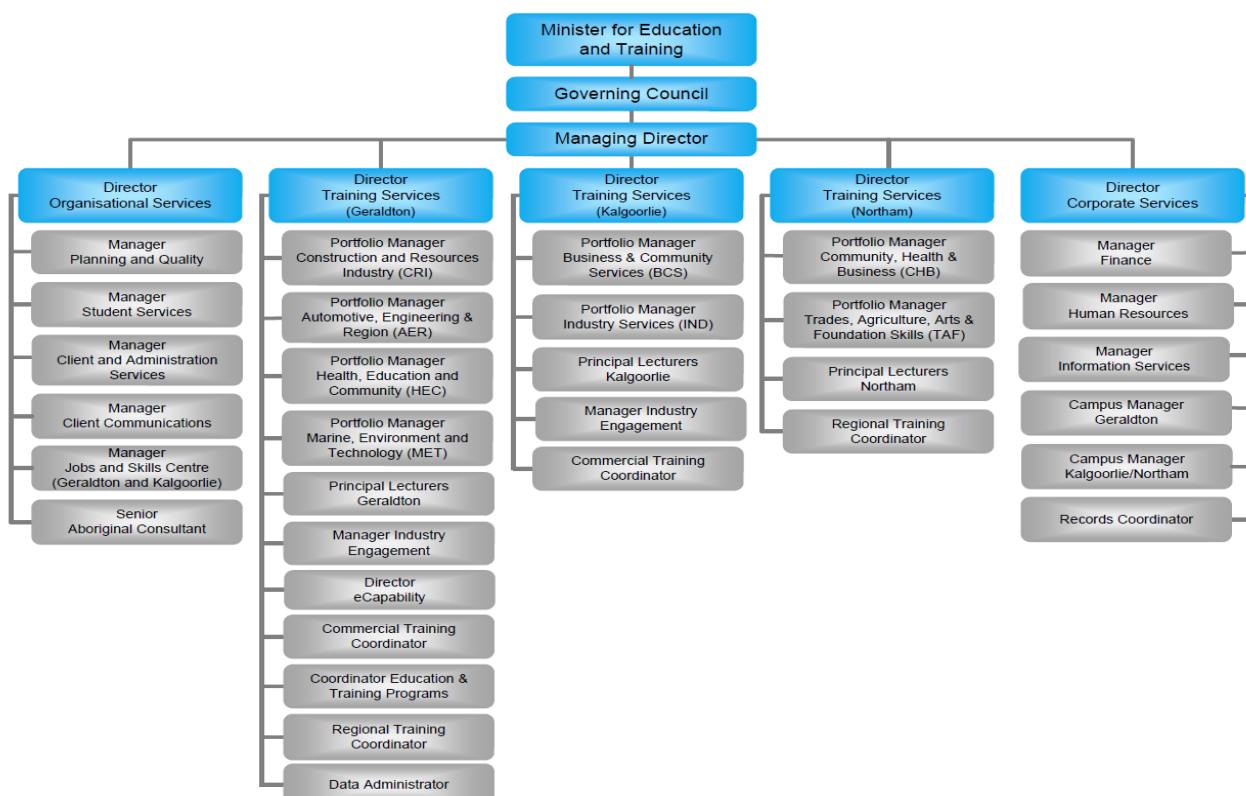 Minister for Education
and Training
Governing Council
Managing Director
Director
Organisational Services
Manager
Planning and Quality
Manager
Student Services
Manager
Client and Administration
Services
Manager
Client Communications
Manager
Jobs and Skills Centre
(Geraldton and Kalgoorlie)
Senior
Aboriginal Consultant
Director
Training Services
(Geraldton)
Portfolio Manager
Construction and Resources
Industry (CRI)
Portfolio Manager
Automotive, Engineering &
Region (AER)
Portfolio Manager
Health, Education and
Community (HEC)
Portfolio Manager
Marine, Environment and
Technology (MET)
Principal Lecturers
Geraldton
Manager Industry
Engagement
Director
eCapability
Commercial Training
Coordinator
Coordinator Education &
Training Programs
Regional Training
Coordinator
Data Administrator
Director
Training Services
(Kalgoorlie)
Portfolio Manager
Business & Community
Services (BCS)
Portfolio Manager
Industry Services (IND)
Principal Lecturers
Kalgoorlie
Manager Industry
Engagement
Commercial Training
Coordinator
Director
Training Services
(Northam)
Portfolio Manager
Community, Health &
Business (CHB)
Portfolio Manager
Trades, Agriculture, Arts &
Foundation Skills (TAF)
Principal Lecturers
Northam
Regional Training
Coordinator
Director
Corporate Services
Manager
Finance
Manager
Human Resources
Manager
Information Services
Campus Manager
Geraldton
Campus Manager
Kalgoorlie/Northam
Records Coordinator